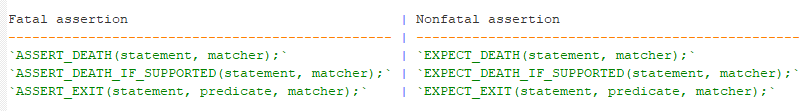 Fatal assertion | Nonfatal assertion
------------------------------------------------ | ------------------------------------------------
`ASSERT_DEATH(statement, matcher);` | `EXPECT_DEATH(statement, matcher);`
`ASSERT_DEATH_IF_SUPPORTED(statement, matcher);` | `EXPECT_DEATH_IF_SUPPORTED(statement, matcher);`
`ASSERT_EXIT(statement, predicate, matcher);` | `EXPECT_EXIT(statement, predicate, matcher);`